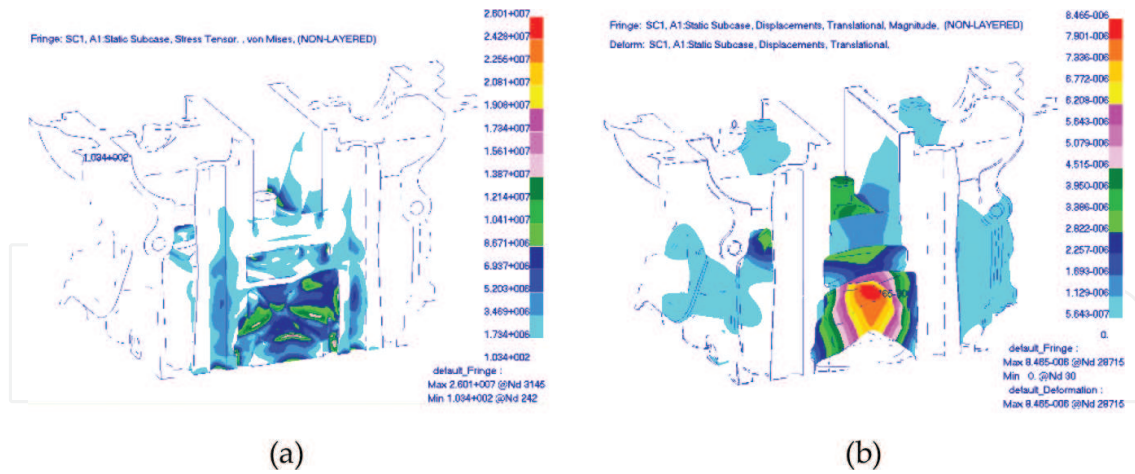 Fringe: SC1, A1:Static Subcase, Stress Tensor, , von Mises, (NON-LAYERED)
2.601+007
2.428+007
2.255+007
2.081+007
1.908+007
1.734+007
1.561+007
1.387+007
1.214+007
1.041+007
8.671+006
6.937+006
5.203+006
3.469+006
1.734+006
1.034+002
1.034+002
default_Fringe :
Max 2.601+007 @Nd 3145
Min 1.034+002 @Nd 242
(a)
Fringe: SC1, A1:Static Subcase, Displacements, Translational, Magnitude, (NON-LAYERED)
Deform: SC1, A1:Static Subcase, Displacements, Translational,
8.465-006
7.901-006
7.336-006
6.772-006
6.208-006
5.643-006
5.079-006
4.515-006
3.950-006
3.386-006
2.822-006
2.257-006
1.693-006
1.129-006
5.643-007
0.
0.
default_Fringe :
Max 8.465-006 @Nd 28715
Min 0. @Nd 30
default_Deformation :
Max 8.465-006 @Nd 28715
(b)